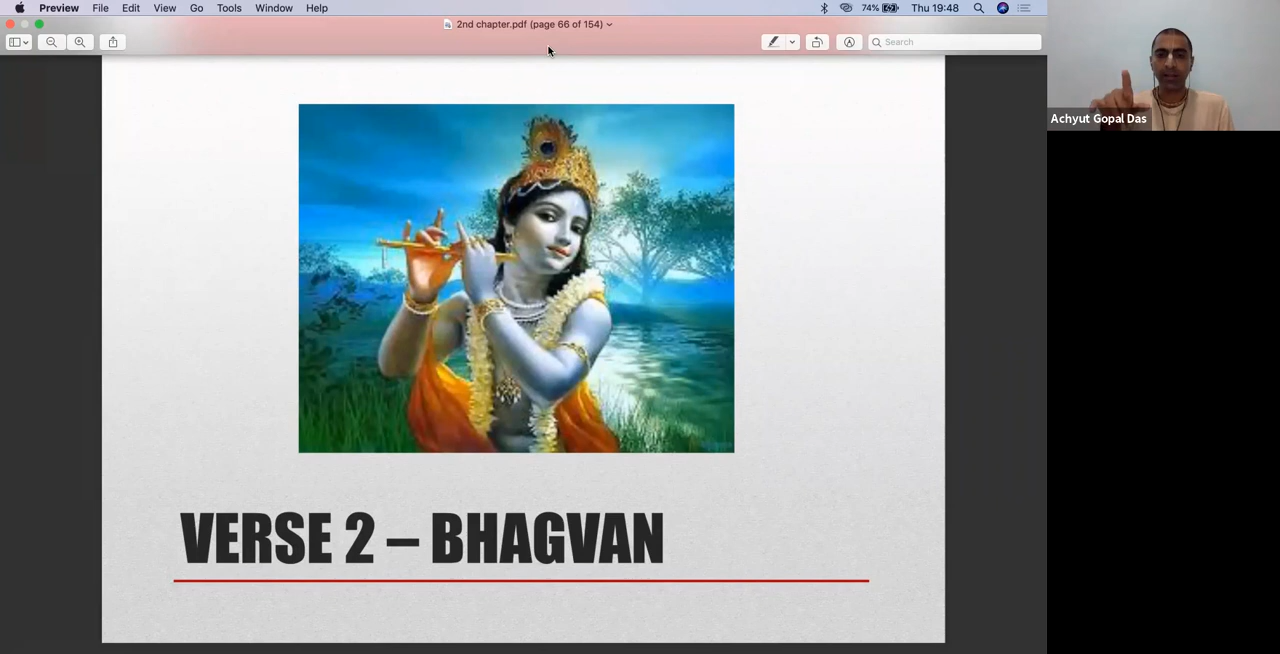 Preview File Edit View Go Tools Window Help 74% Thu 19:48
2nd chapter.pdf (page 66 of 154)
Search
Achyut Gopal Das
VERSE 2 – BHAGVAN